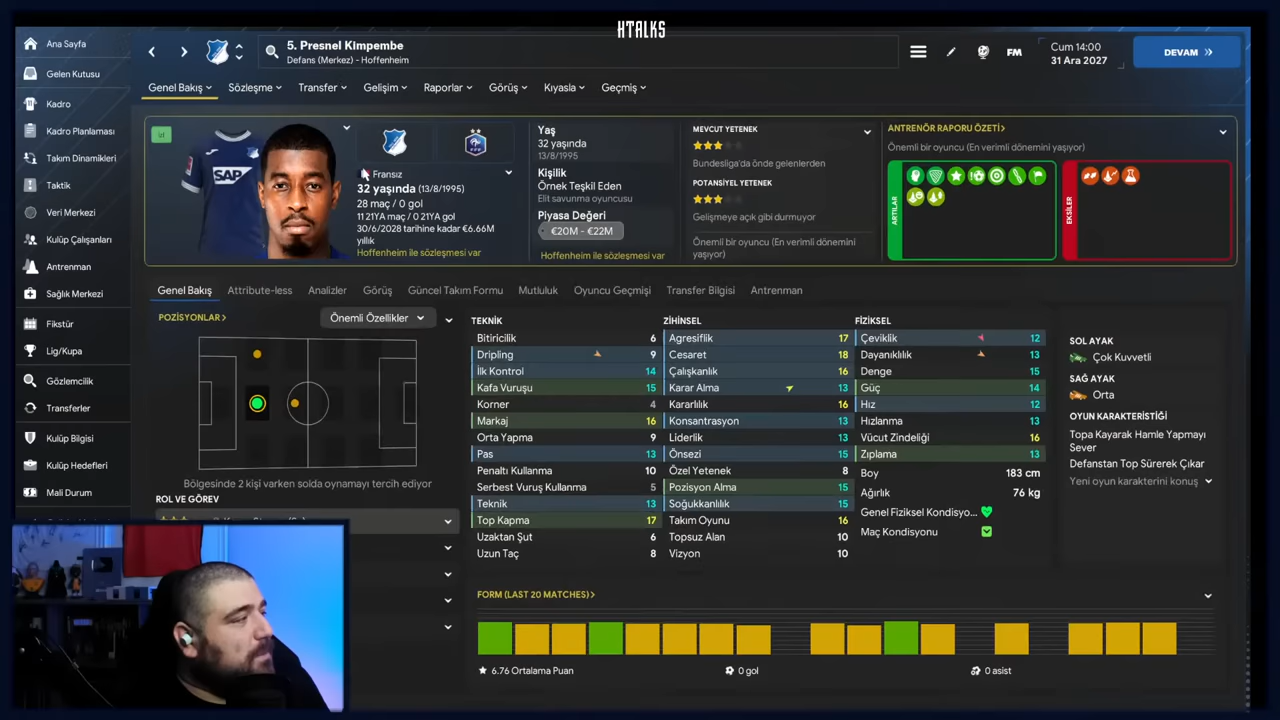 HTALKS
Ana Sayfa
Gelen Kutusu
Kadro
Kadro Planlaması
Takım Dinamikleri
Taktik
Veri Merkezi
Kulüp Çalışanları
Antrenman
Sağlık Merkezi
Fikstür
Lig/Kupa
Gözlemcilik
Transferler
Kulüp Bilgisi
Kulüp Hedefleri
Mali Durum
5. Presnel Kimpembe
Defans (Merkez) - Hoffenheim
FM
Cum 14:00
31 Ara 2027
DEVAM
Genel Bakış
Sözleşme
Transfer
Gelişim
Raporlar
Görüş
Kıyasla
Geçmiş
SAP
Fransız
32 yaşında (13/8/1995)
28 maç / 0 gol
11 21YA maç / 0 21YA gol
30/6/2028 tarihine kadar €6.66M
yıllık
Hoffenheim ile sözleşmesi var
Yaş
32 yaşında
13/8/1995
Kişilik
Örnek Teşkil Eden
Elit savunma oyuncusu
Piyasa Değeri
€20M - €22M
Hoffenheim ile sözleşmesi var
MEVCUT YETENEK
Bundesliga'da önde gelenlerden
POTANSİYEL YETENEK
Gelişmeye açık gibi durmuyor
Önemli bir oyuncu (En verimli dönemini
yaşıyor)
ANTRENÖR RAPORU ÖZETİ>
Önemli bir oyuncu (En verimli dönemini yaşıyor)
ARTILAR
EKSİLER
Genel Bakış
Attribute-less
Analizler
Görüş
Güncel Takım Formu
Mutluluk
Oyuncu Geçmişi
Transfer Bilgisi
Antrenman
POZİSYONLAR>
Önemli Özellikler
Bölgesinde 2 kişi varken solda oynamayı tercih ediyor
ROL VE GÖREV
TEKNİK
Bitiricilik 6
Dripling 9
İlk Kontrol 14
Kafa Vuruşu 15
Korner 4
Markaj 16
Orta Yapma 9
Pas 13
Penaltı Kullanma 10
Serbest Vuruş Kullanma 5
Teknik 13
Top Kapma 17
Uzaktan Şut 6
Uzun Taç 8
ZİHİNSEL
Agresiflik 17
Cesaret 18
Çalışkanlık 16
Karar Alma 13
Kararlılık 16
Konsantrasyon 13
Liderlik 13
Önsezi 15
Özel Yetenek 8
Pozisyon Alma 15
Soğukkanlılık 15
Takım Oyunu 16
Topsuz Alan 10
Vizyon 10
FİZİKSEL
Çeviklik 12
Dayanıklılık 13
Denge 15
Güç 14
Hız 12
Hızlanma 13
Vücut Zindeliği 16
Zıplama 13
Boy 183 cm
Ağırlık 76 kg
Genel Fiziksel Kondisyo...
Maç Kondisyonu
SOL AYAK
Çok Kuvvetli
SAĞ AYAK
Orta
OYUN KARAKTERİSTİĞİ
Topa Kayarak Hamle Yapmayı
Sever
Defanstan Top Sürerek Çıkar
Yeni oyun karakterini konuş
FORM (LAST 20 MATCHES)>
6.76 Ortalama Puan
0 gol
0 asist